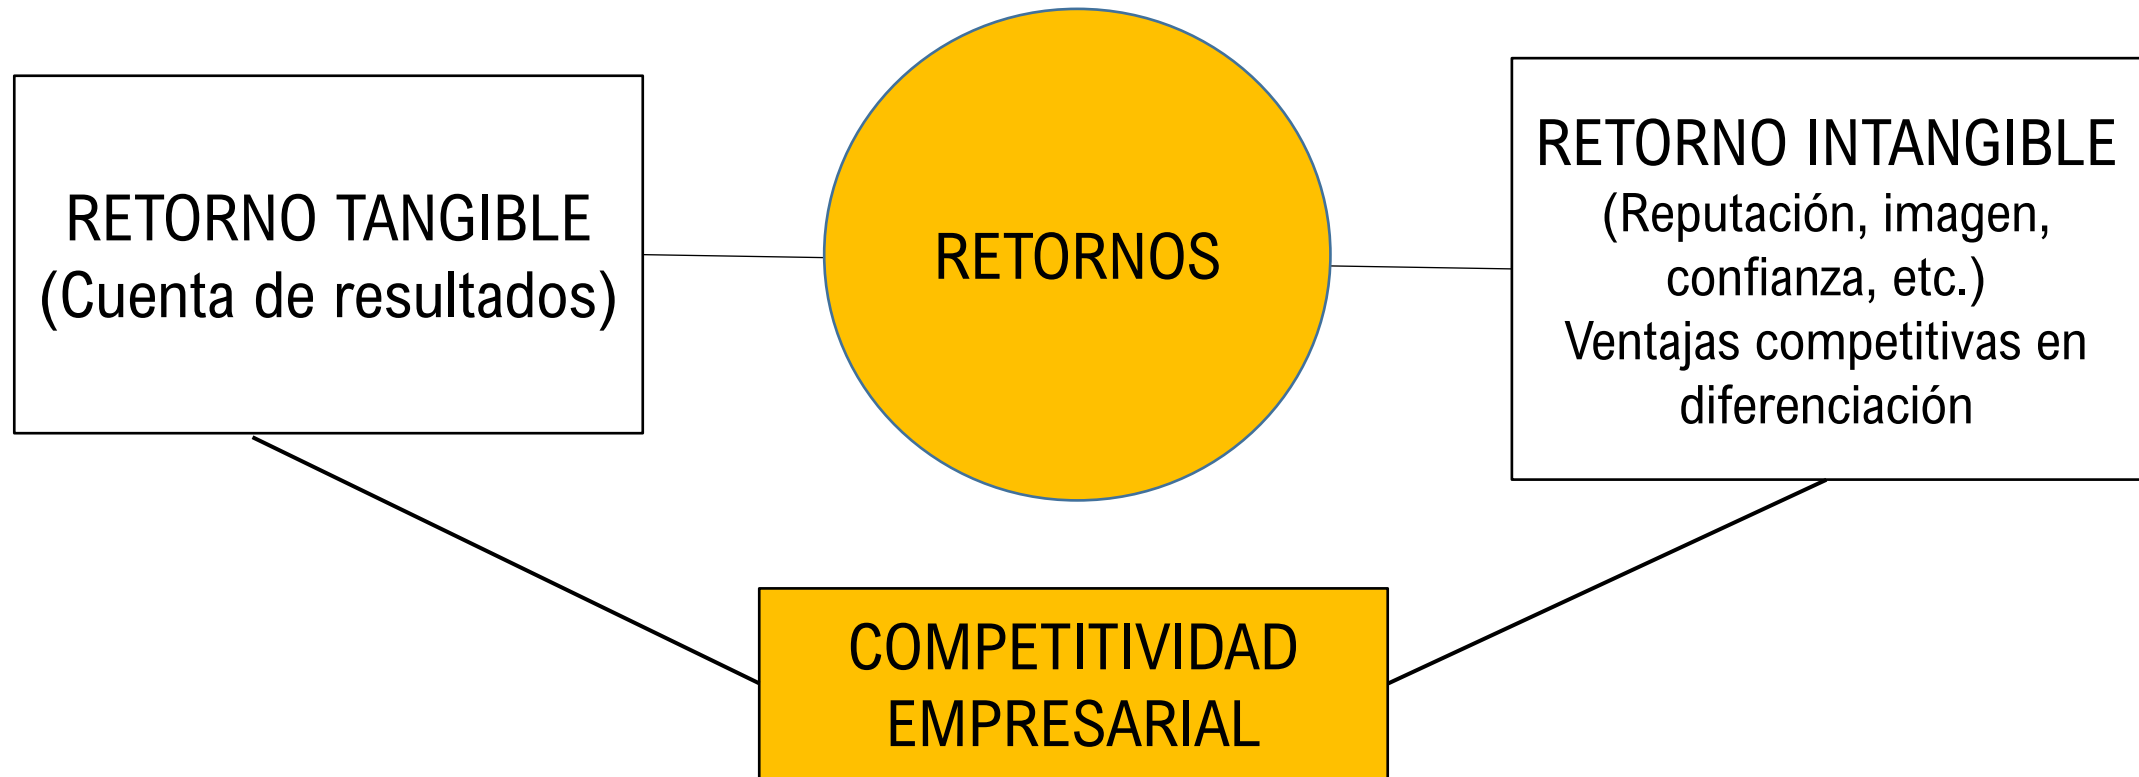 RETORNO TANGIBLE
(Cuenta de resultados)
RETORNOS
RETORNO INTANGIBLE
(Reputación, imagen,
confianza, etc.)
Ventajas competitivas en
diferenciación
COMPETITIVIDAD
EMPRESARIAL